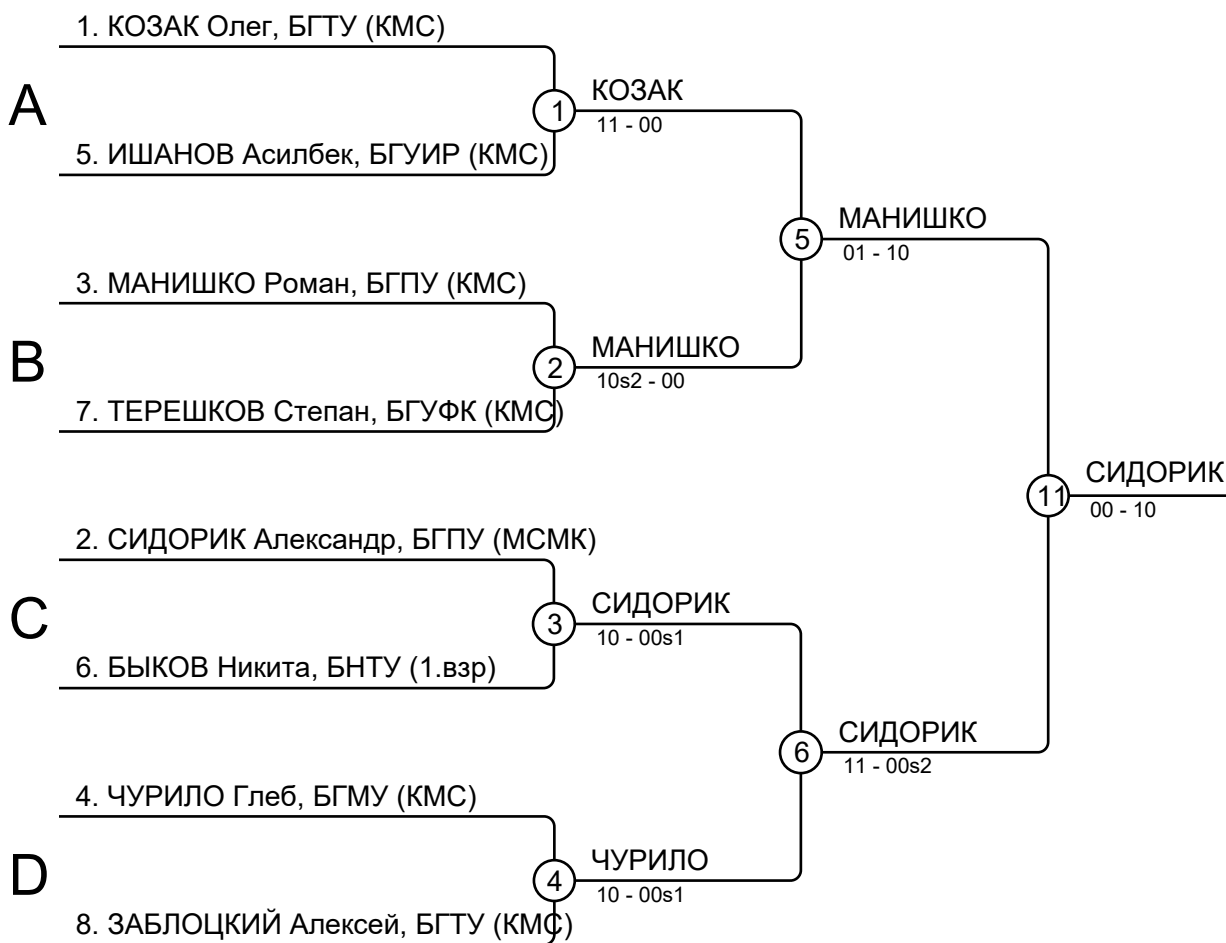 1. КОЗАК Олег, БГТУ (КМС)
A
1
КОЗАК
11 - 00
5. ИШАНОВ Асилбек, БГУИР (КМС)
5
МАНИШКО
01 - 10
3. МАНИШКО Роман, БГПУ (КМС)
B
2
МАНИШКО
10s2 - 00
7. ТЕРЕШКОВ Степан, БГУФК (КМС)
11
СИДОРИК
00 - 10
2. СИДОРИК Александр, БГПУ (МСМК)
C
3
СИДОРИК
10 - 00s1
6. БЫКОВ Никита, БНТУ (1.взр)
6
СИДОРИК
11 - 00s2
4. ЧУРИЛО Глеб, БГМУ (КМС)
D
4
ЧУРИЛО
10 - 00s1
8. ЗАБЛОЦКИЙ Алексей, БГТУ (КМС)